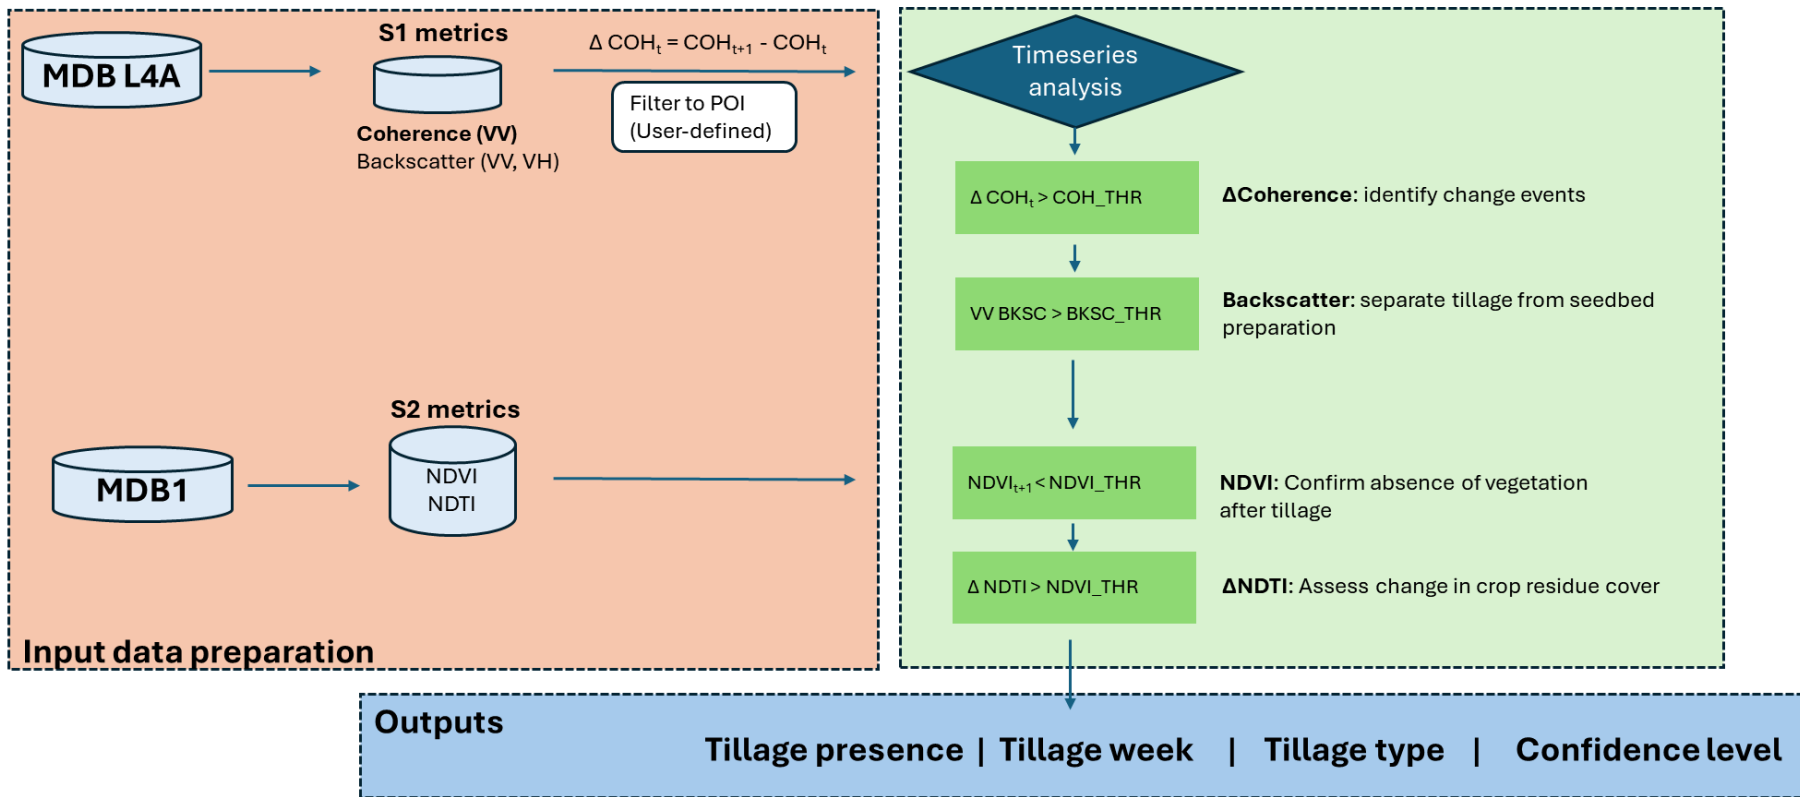 MDB L4A
S1 metrics
Coherence (VV)
Backscatter (VV, VH)
Δ COHt = COHt+1 - COHt
Filter to POI
(User-defined)
MDB1
S2 metrics
NDVI
NDTI
Input data preparation
Timeseries
analysis
Δ COHt > COH_THR
ΔCoherence: identify change events
VV BKSC > BKSC_THR
Backscatter: separate tillage from seedbed
preparation
NDVIt+1 < NDVI_THR
NDVI: Confirm absence of vegetation
after tillage
Δ NDTI > NDVI_THR
ΔNDTI: Assess change in crop residue cover
Outputs
Tillage presence | Tillage week | Tillage type | Confidence level